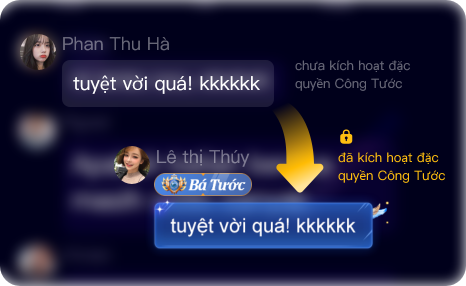 Phan Thu Hà
tuyệt vời quá! kkkkkk
chưa kích hoạt đặc
quyền Công Tước
đã kích hoạt đặc
quyền Công Tước
Lê thị Thúy
Bá Tước
tuyệt vời quá! kkkkkk